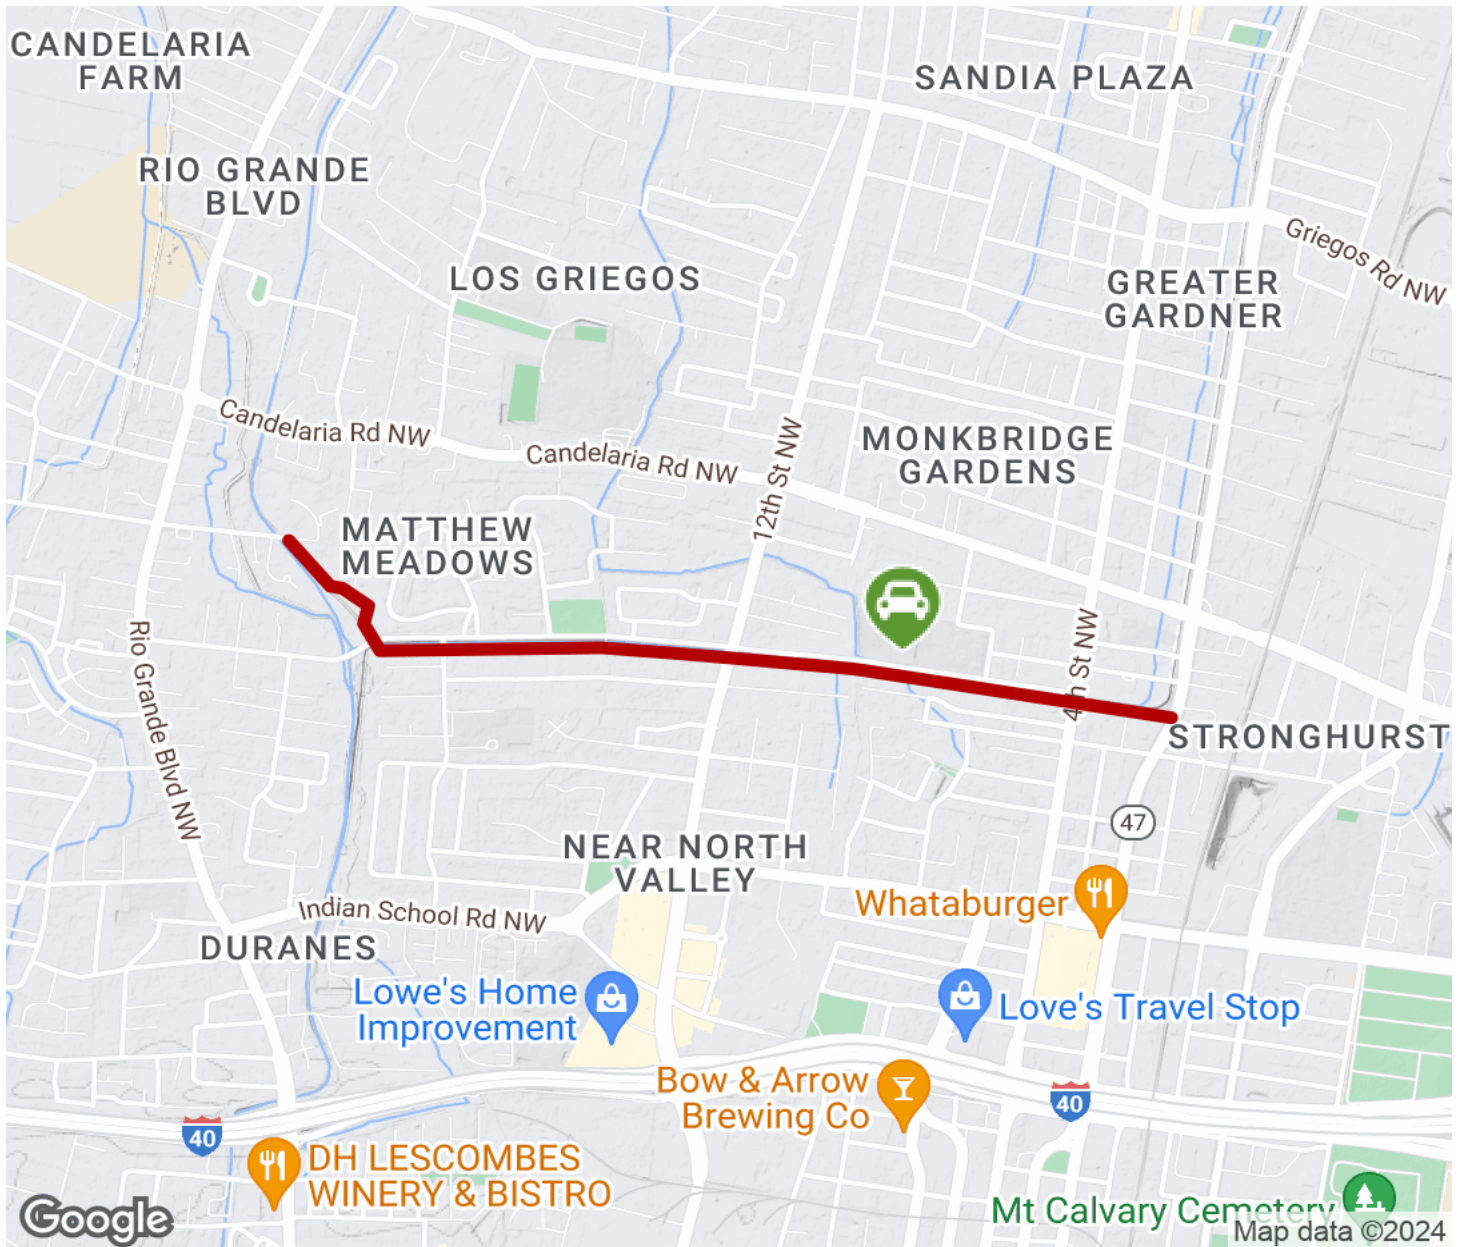 CANDELARIA
FARM
SANDIA PLAZA
RIO GRANDE
BLVD
Griegos Rd NW
LOS GRIEGOS
GREATER
GARDNER
Candelaria Rd NW
Candelaria Rd NW
12th St NW
MONKBRIDGE
GARDENS
MATTHEW
MEADOWS
Rio Grande Blvd NW
4th St NW
STRONGHURST
47
NEAR NORTH
VALLEY
Whataburger
Indian School Rd NW
DURANES
Lowe's Home
Improvement
Love's Travel Stop
Bow & Arrow
Brewing Co
40
40
DH LESCOMBES
WINERY & BISTRO
Mt Calvary Cemetery
Google
Map data ©2024